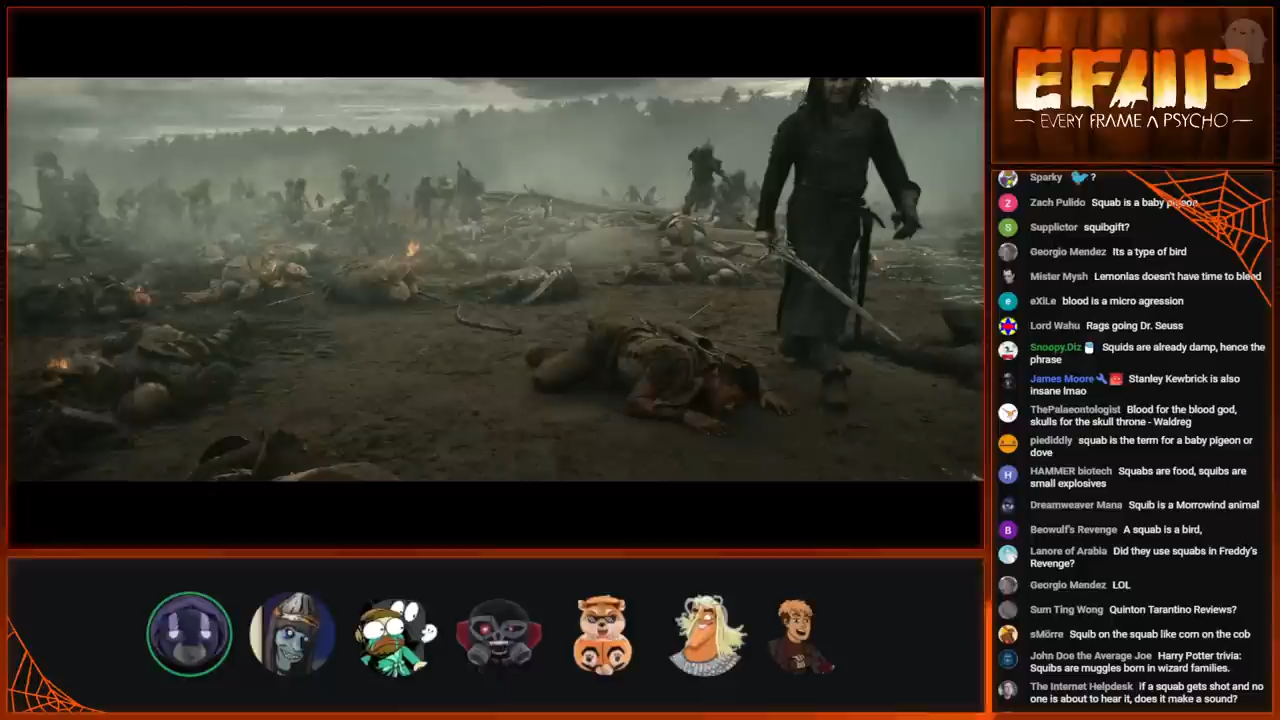 EFAP
EVERY FRAME A PSYCHO
Sparky ?
Zach Pulido Squab is a baby pigeon
Supplictor squibgift?
Georgio Mendez Its a type of bird
Mister Mysh Lemonias doesn't have time to bleed
eXiLe blood is a micro agression
Lord Wahu Rags going Dr. Seuss
Snoopy.Diz Squids are already damp, hence the
phrase
James Moore Stanley Kewbrick is also
insane lmao
ThePalaeontologist Blood for the blood god,
skulls for the skull throne - Waldreg
piediddly squab is the term for a baby pigeon or
dove
HAMMER biotech Squabs are food, squibs are
small explosives
Dreamweaver Mana Squib is a Morrowind animal
Beowulf's Revenge A squab is a bird,
Lanore of Arabia Did they use squabs in Freddy's
Revenge?
Georgio Mendez LOL
Sum Ting Wong Quinton Tarantino Reviews?
sMörre Squib on the squab like corn on the cob
John Doe the Average Joe Harry Potter trivia:
Squibs are muggles born in wizard families.
The Internet Helpdesk if a squab gets shot and no
one is about to hear it, does it make a sound?